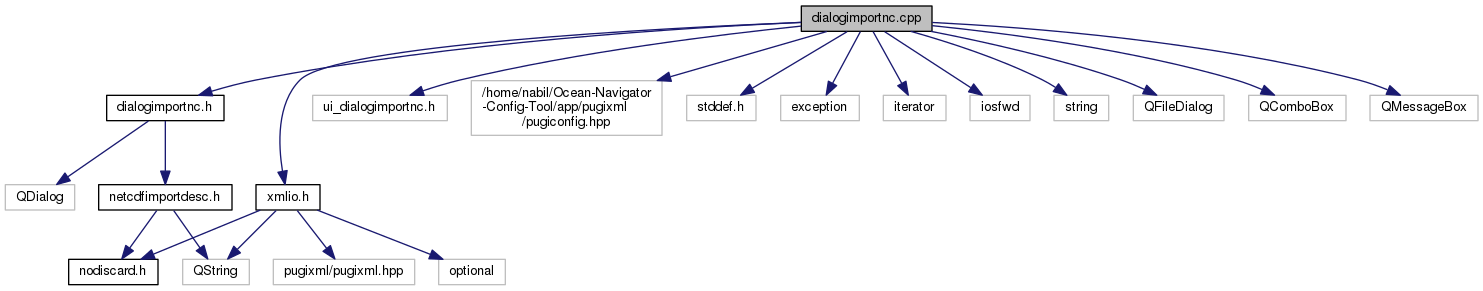 dialogimportnc.cpp
dialogimportnc.h
ui_dialogimportnc.h
/home/nabil/Ocean-Navigator
-Config-Tool/app/pugixml
/pugiconfig.hpp
stddef.h
exception
iterator
iosfwd
string
QFileDialog
QComboBox
QMessageBox
QDialog
netcdfimportdesc.h
xmlio.h
nodiscard.h
QString
pugixml/pugixml.hpp
optional